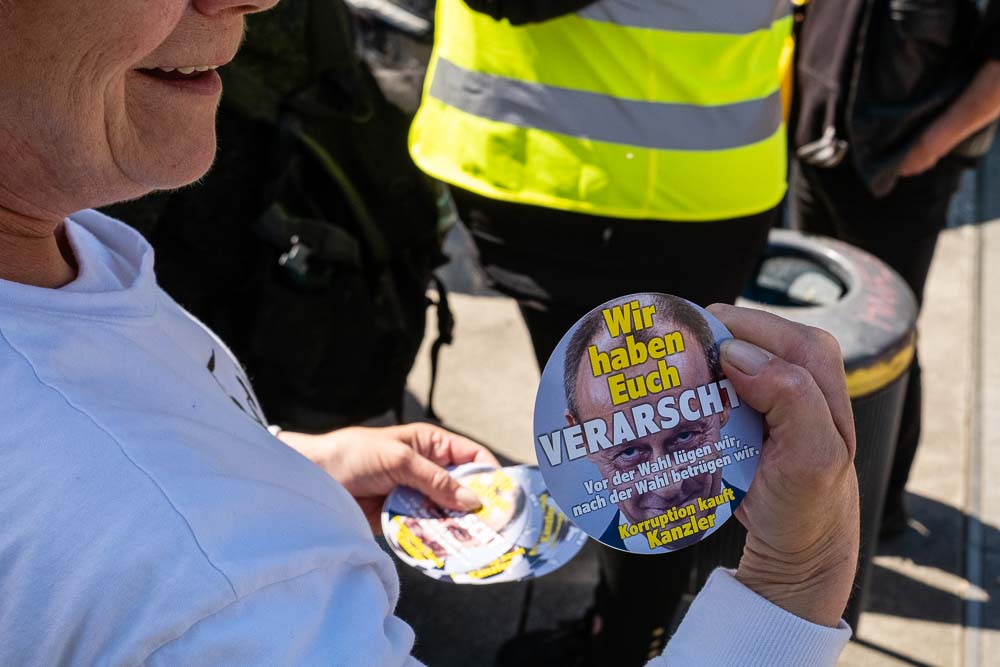 Wir
haben
Euch
VERARSCHT
Vor der Wahl lügen wir,
nach der Wahl betrügen wir.
Korruption kauft
Kanzler